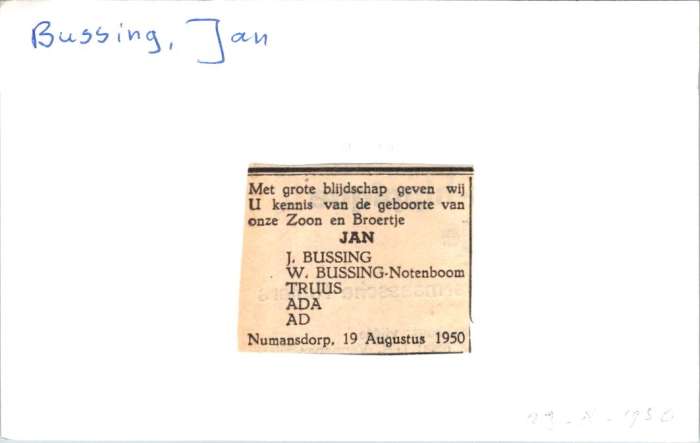 Bussing, Jan
Met grote blijdschap geven wij
U kennis van de geboorte van
onze Zoon en Broertje
JAN
J. BUSSING
W. BUSSING-Notenboom
TRUUS
ADA
AD
Numansdorp, 19 Augustus 1950